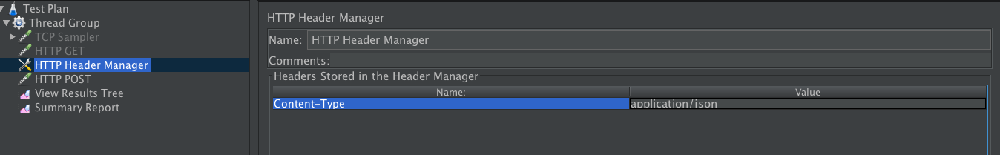 Test Plan
Thread Group
TCP Sampler
HTTP GET
HTTP Header Manager
HTTP POST
View Results Tree
Summary Report
HTTP Header Manager
Name: HTTP Header Manager
Comments:
Headers Stored in the Header Manager
Name: Value
Content-Type application/json